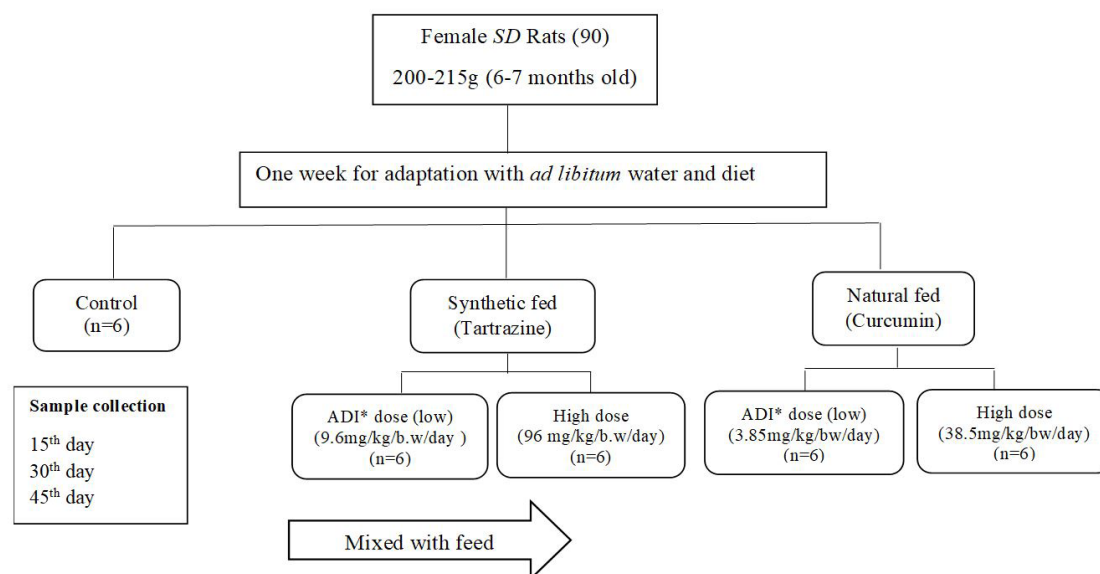 Female SD Rats (90)
200-215g (6-7 months old)
One week for adaptation with ad libitum water and diet
Control
(n=6)
Synthetic fed
(Tartrazine)
Natural fed
(Curcumin)
Sample collection
15th day
30th day
45th day
ADI* dose (low)
(9.6mg/kg/b.w/day )
(n=6)
High dose
(96 mg/kg/b.w/day)
(n=6)
ADI* dose (low)
(3.85mg/kg/bw/day)
(n=6)
High dose
(38.5mg/kg/bw/day)
(n=6)
Mixed with feed